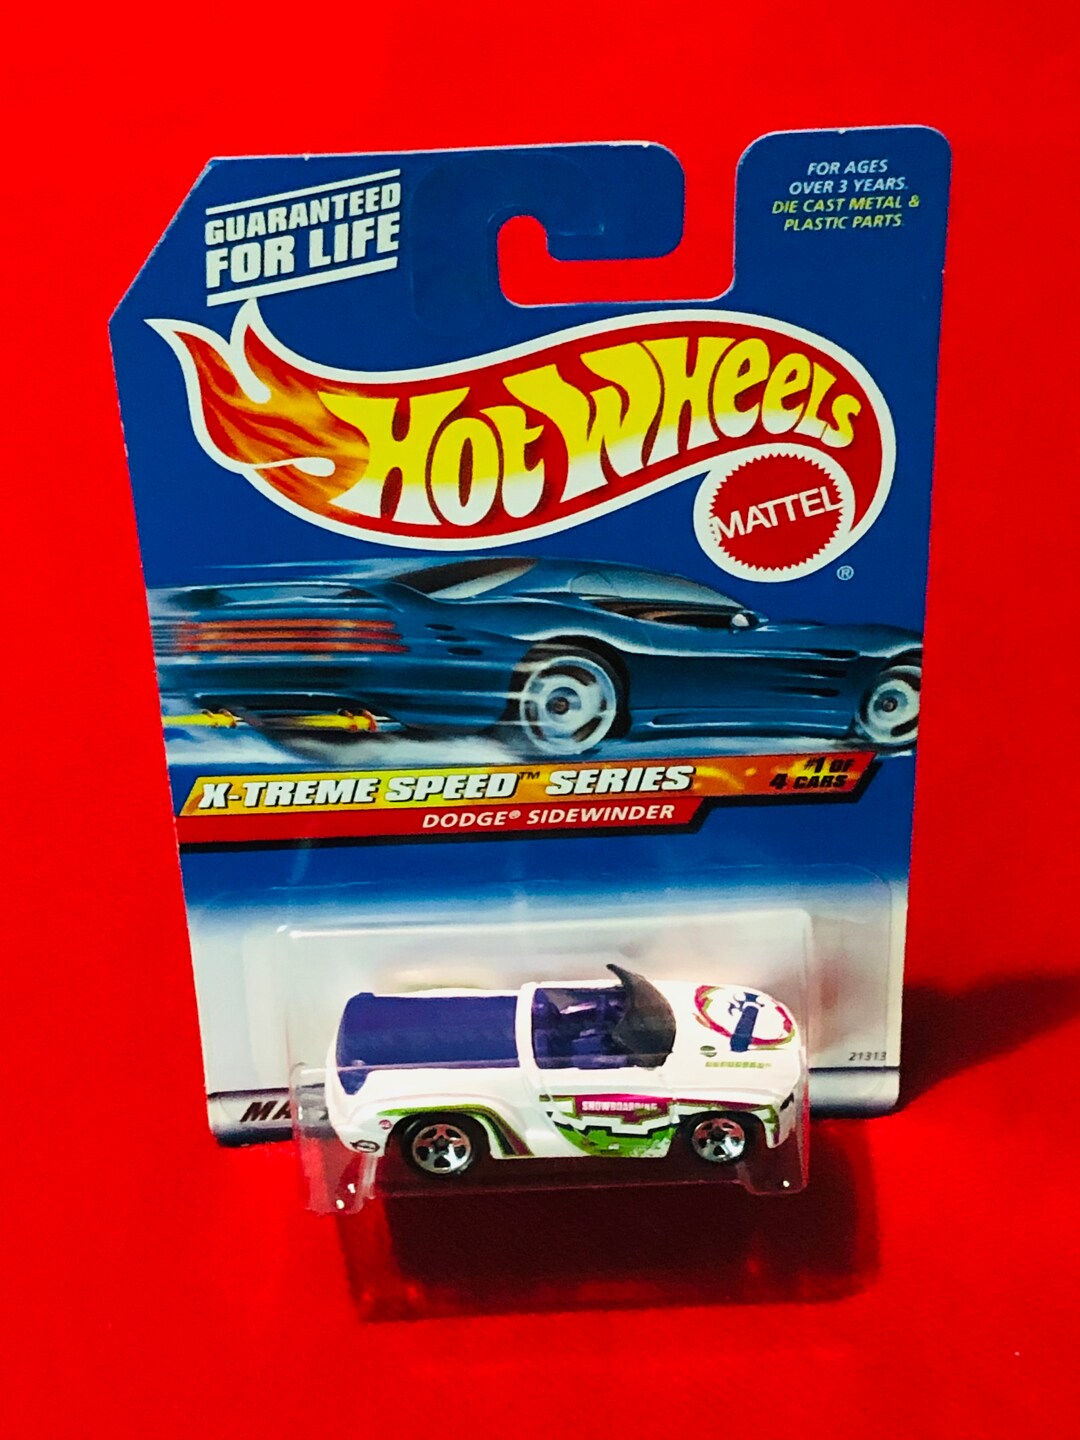 GUARANTEED
FOR LIFE
FOR AGES
OVER 3 YEARS.
DIE CAST METAL &
PLASTIC PARTS.
HOT WHEELS
MATTEL
®
X-TREME SPEED™ SERIES
#1 OF
4 CARS
DODGE® SIDEWINDER
21313
SNOWBOARDING